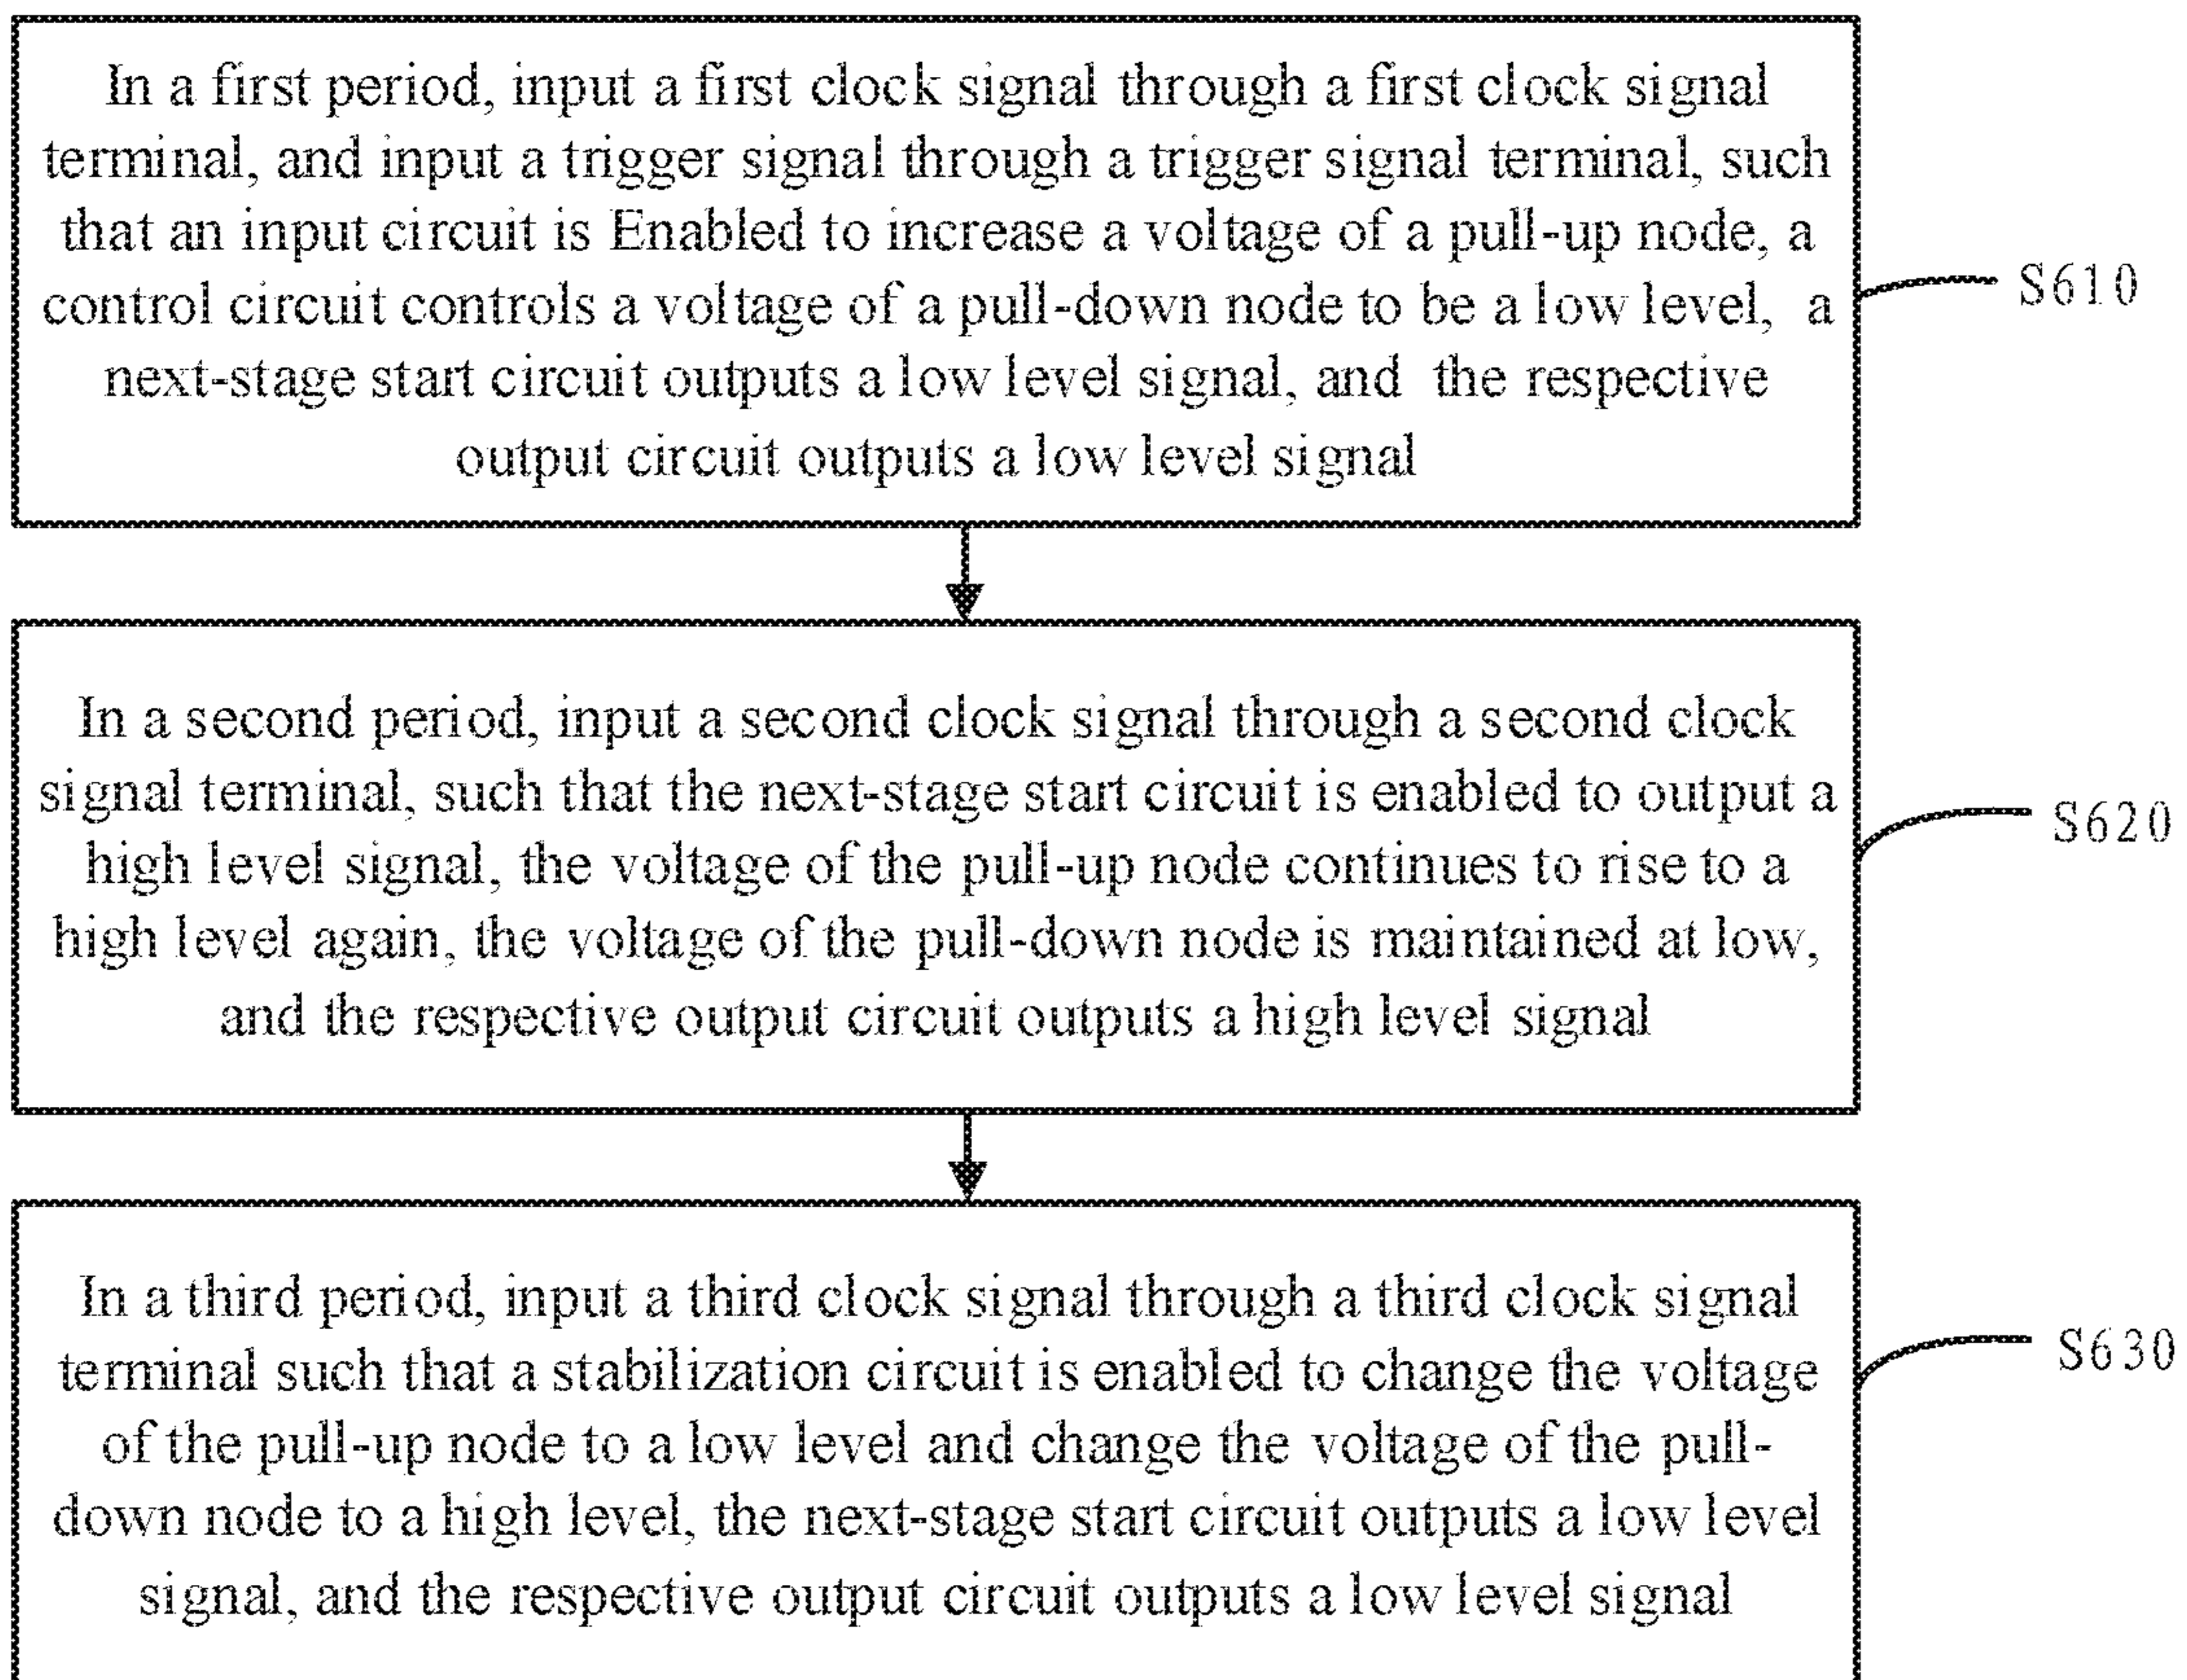 In a first period, input a first clock signal through a first clock signal
terminal, and input a trigger signal through a trigger signal terminal, such
that an input circuit is Enabled to increase a voltage of a pull-up node, a
control circuit controls a voltage of a pull-down node to be a low level, a
next-stage start circuit outputs a low level signal, and the respective
output circuit outputs a low level signal
S610
In a second period, input a second clock signal through a second clock
signal terminal, such that the next-stage start circuit is enabled to output a
high level signal, the voltage of the pull-up node continues to rise to a
high level again, the voltage of the pull-down node is maintained at low,
and the respective output circuit outputs a high level signal
S620
In a third period, input a third clock signal through a third clock signal
terminal such that a stabilization circuit is enabled to change the voltage
of the pull-up node to a low level and change the voltage of the pull-
down node to a high level, the next-stage start circuit outputs a low level
signal, and the respective output circuit outputs a low level signal
S630